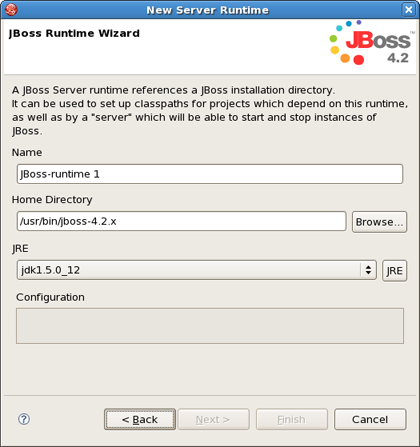 New Server Runtime
JBoss Runtime Wizard
JBoss
4.2
A JBoss Server runtime references a JBoss installation directory.
It can be used to set up classpaths for projects which depend on this runtime,
as well as by a "server" which will be able to start and stop instances of
JBoss.
Name
JBoss-runtime 1
Home Directory
/usr/bin/jboss-4.2.x
Browse...
JRE
jdk1.5.0_12
JRE
Configuration
?
< Back
Next >
Finish
Cancel